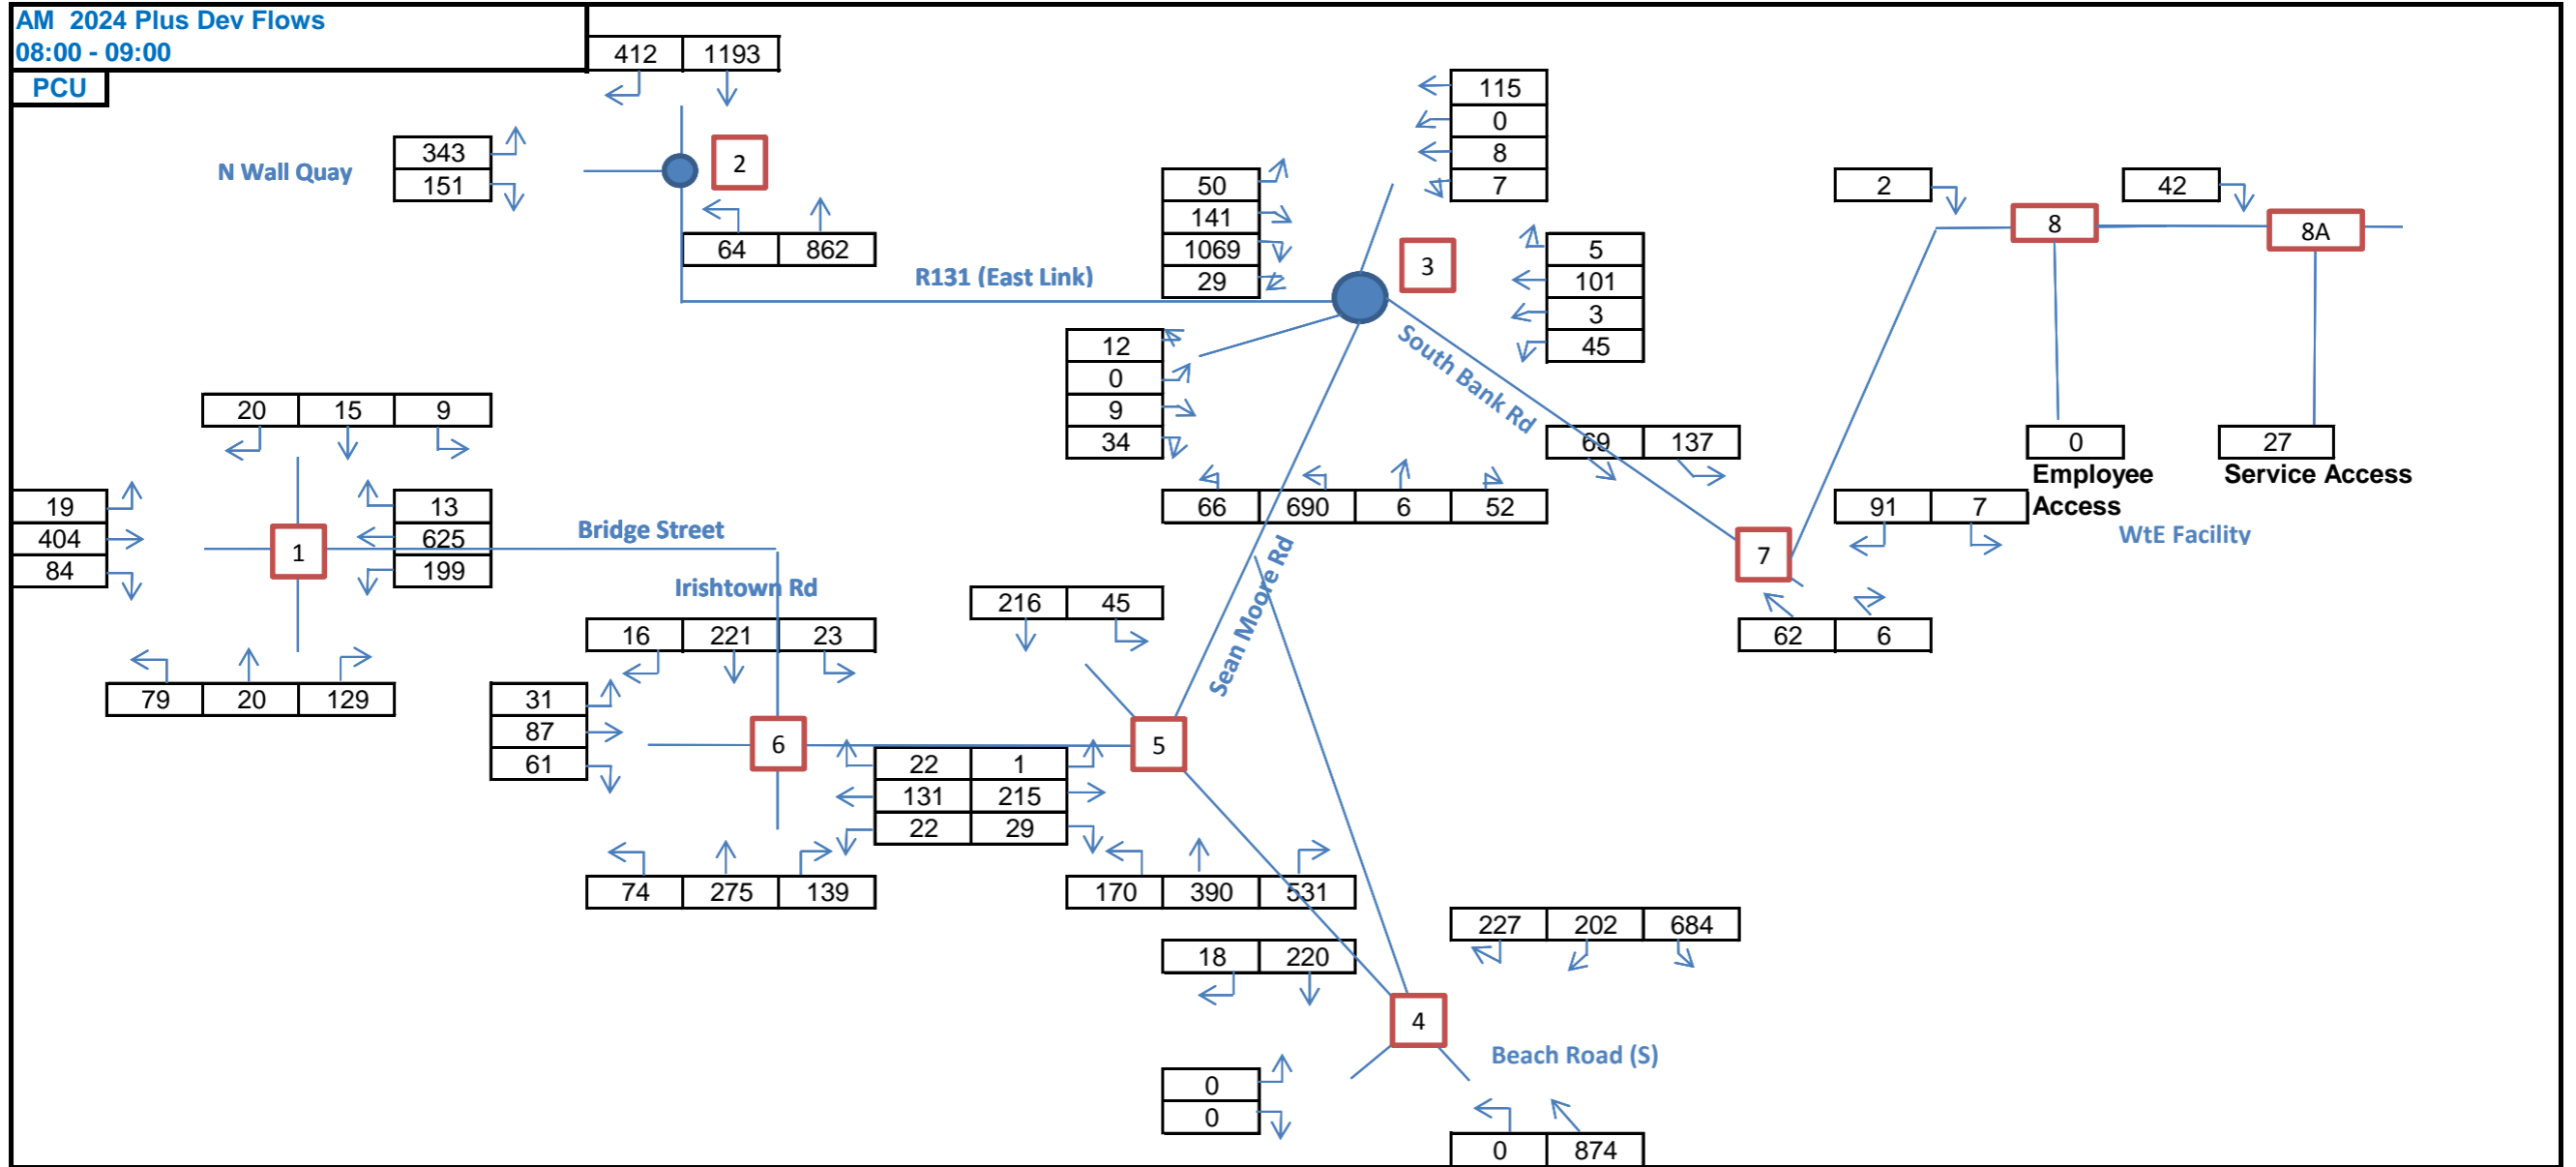 AM 2024 Plus Dev Flows
08:00 - 09:00
PCU
412 1193
N Wall Quay
343
151
2
64 862
R131 (East Link)
50
141
1069
29
115
0
8
7
3
5
101
3
45
12
0
9
34
66 690 6 52
South Bank Rd
69 137
2
8
42
8A
0
Employee
Access
27
Service Access
91 7
WtE Facility
7
62 6
20 15 9
19
404
84
1
13
625
199
79 20 129
Bridge Street
Irishtown Rd
16 221 23
31
87
61
6
74 275 139
216 45
Sean Moore Rd
5
22 1
131 215
22 29
170 390 531
18 220
227 202 684
4
Beach Road (S)
0
0
0 874